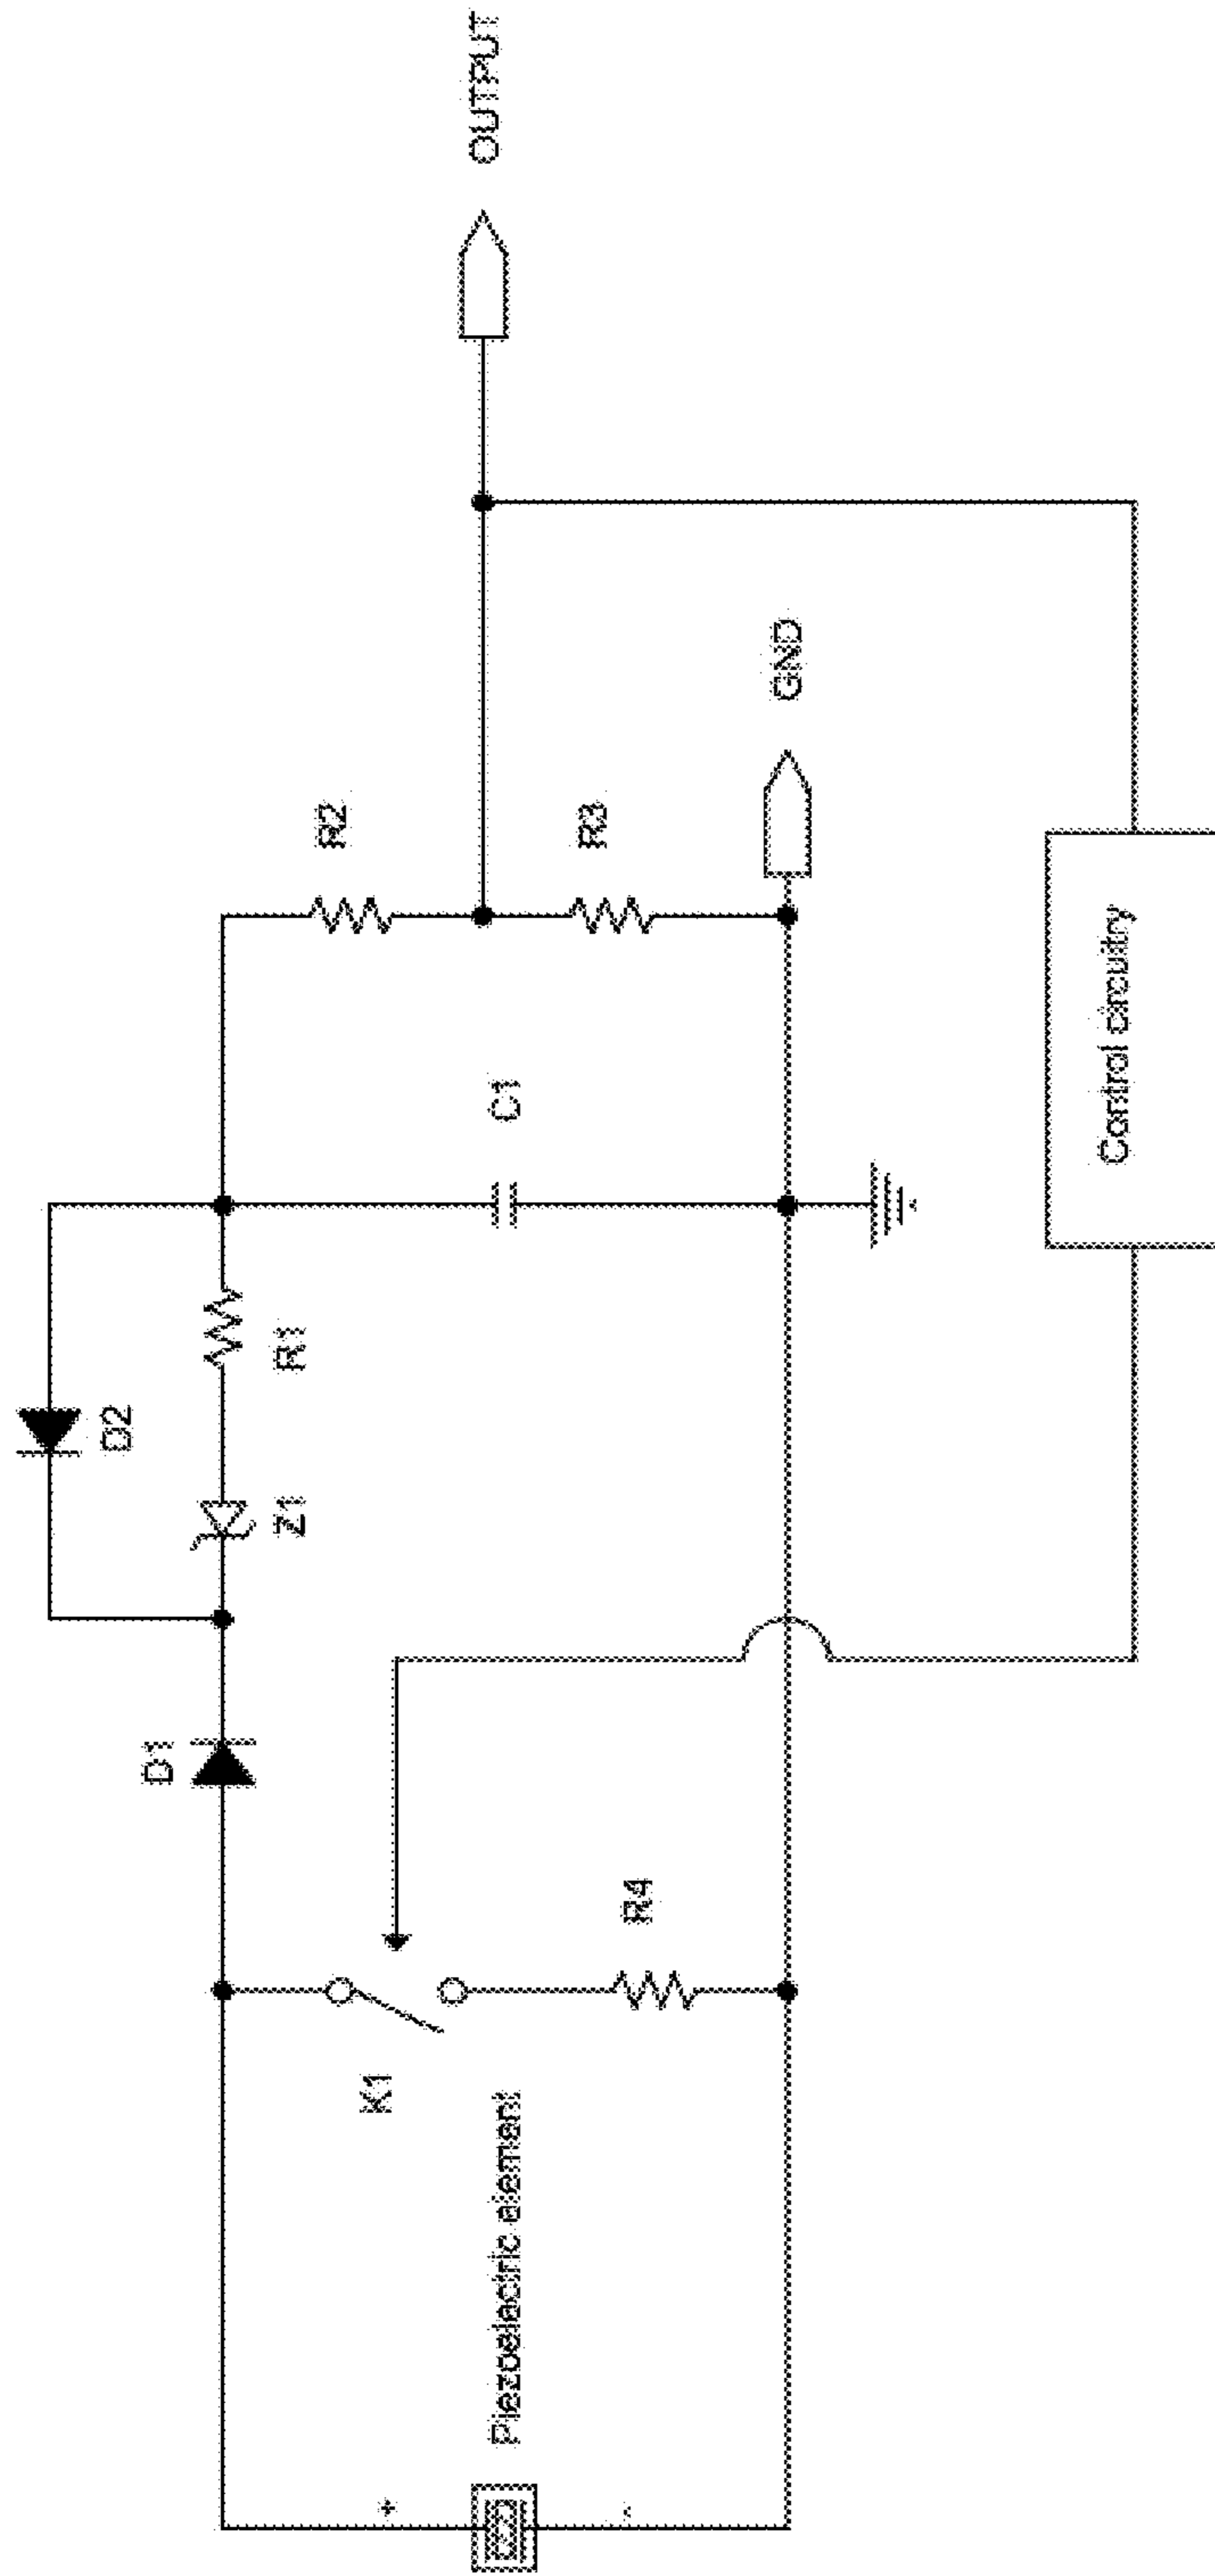 D2
D1
Z1
R1
R2
K1
C1
OUTPUT
Piezoelectric element
+
-
R4
R3
GND
Control circuitry